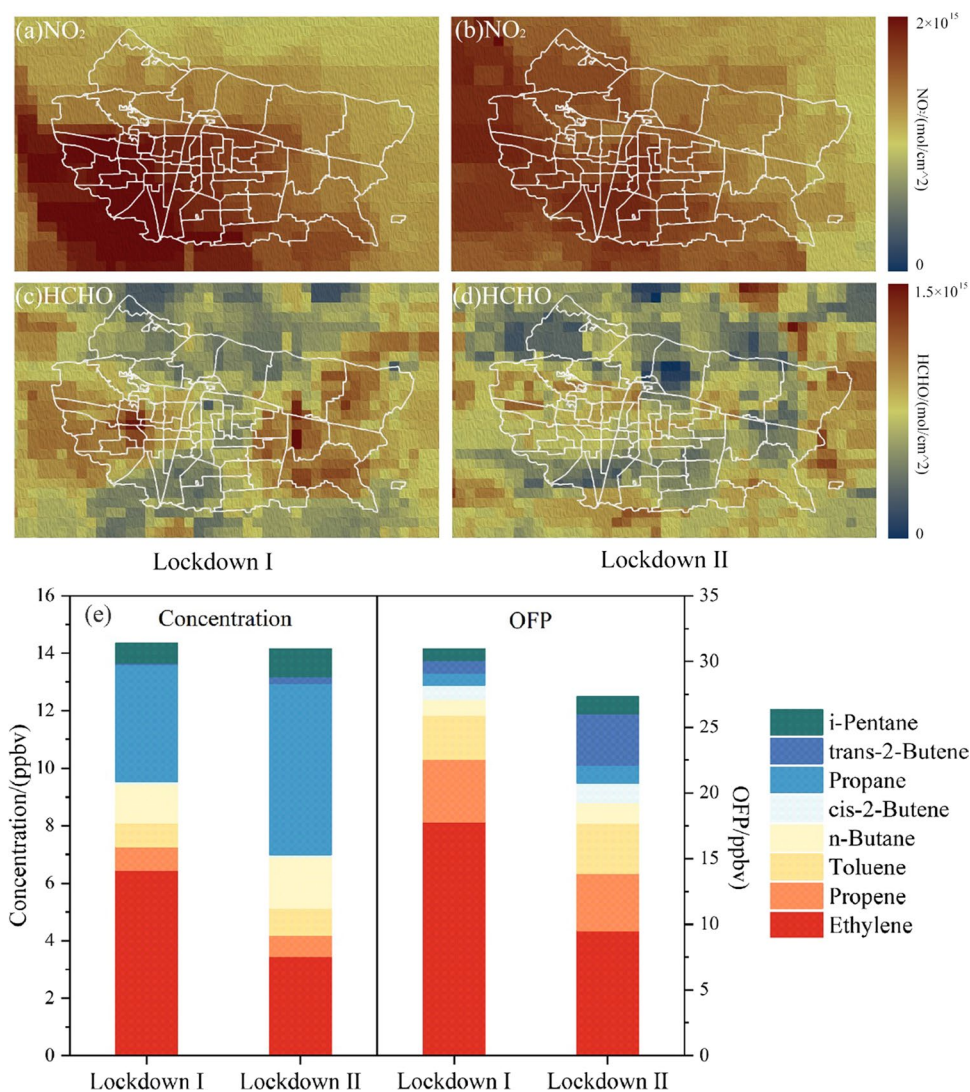 (a)NO₂
(b)NO₂
2×10¹⁵
NO₂/(mol/cm^2)
0
(c)HCHO
(d)HCHO
1.5×10¹⁵
HCHO/(mol/cm^2)
0
Lockdown I
Lockdown II
(e)
Concentration
OFP
Concentration/(ppbv)
16
14
12
10
8
6
4
2
0
35
30
25
20
15
10
5
0
OFP/ppbv)
Lockdown I
Lockdown II
Lockdown I
Lockdown II
i-Pentane
trans-2-Butene
Propane
cis-2-Butene
n-Butane
Toluene
Propene
Ethylene